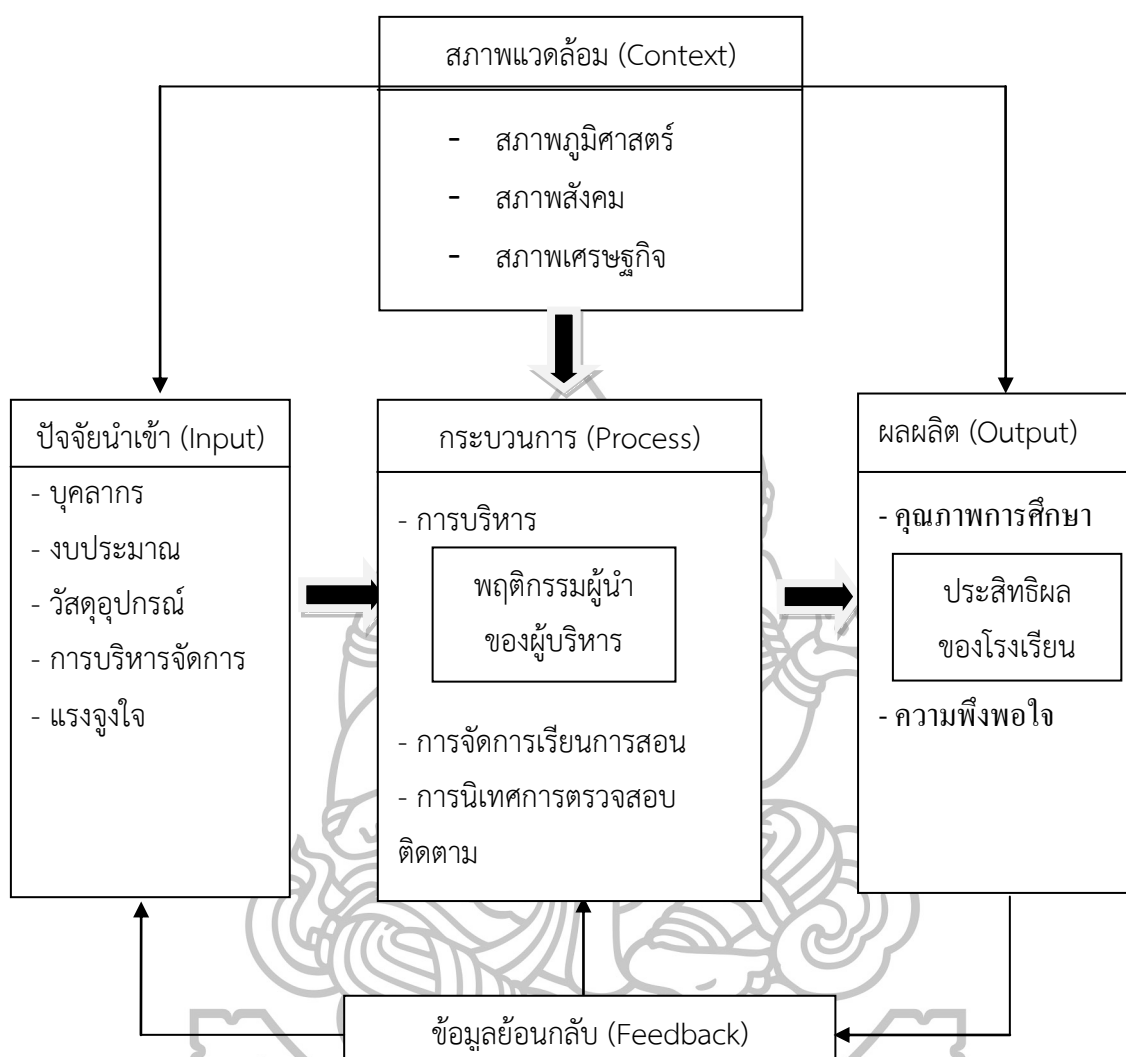 สภาพแวดล้อม (Context)
- สภาพภูมิศาสตร์
- สภาพสังคม
- สภาพเศรษฐกิจ
ปัจจัยนำเข้า (Input)
- บุคลากร
- งบประมาณ
- วัสดุอุปกรณ์
- การบริหารจัดการ
- แรงจูงใจ
กระบวนการ (Process)
- การบริหาร
พฤติกรรมผู้นำ
ของผู้บริหาร
- การจัดการเรียนการสอน
- การนิเทศการตรวจสอบ
ติดตาม
ผลผลิต (Output)
- คุณภาพการศึกษา
ประสิทธิผล
ของโรงเรียน
- ความพึงพอใจ
ข้อมูลย้อนกลับ (Feedback)